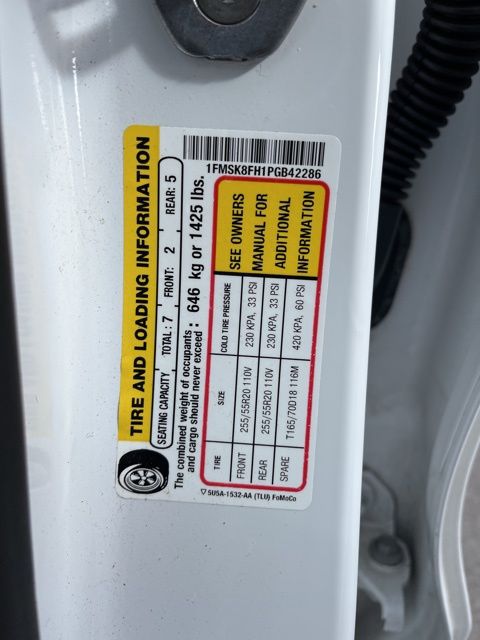 1FMSK8FH1PGB42286
TIRE AND LOADING INFORMATION
SEATING CAPACITY TOTAL: 7 FRONT: 2 REAR: 5
The combined weight of occupants
and cargo should never exceed : 646 kg or 1425 lbs.
TIRE SIZE COLD TIRE PRESSURE SEE OWNERS
FRONT 255/55R20 110V 230 KPA, 33 PSI MANUAL FOR
REAR 255/55R20 110V 230 KPA, 33 PSI ADDITIONAL
SPARE T165/70D18 116M 420 KPA, 60 PSI INFORMATION
5U5A-1532-AA (TLU) FoMoCo